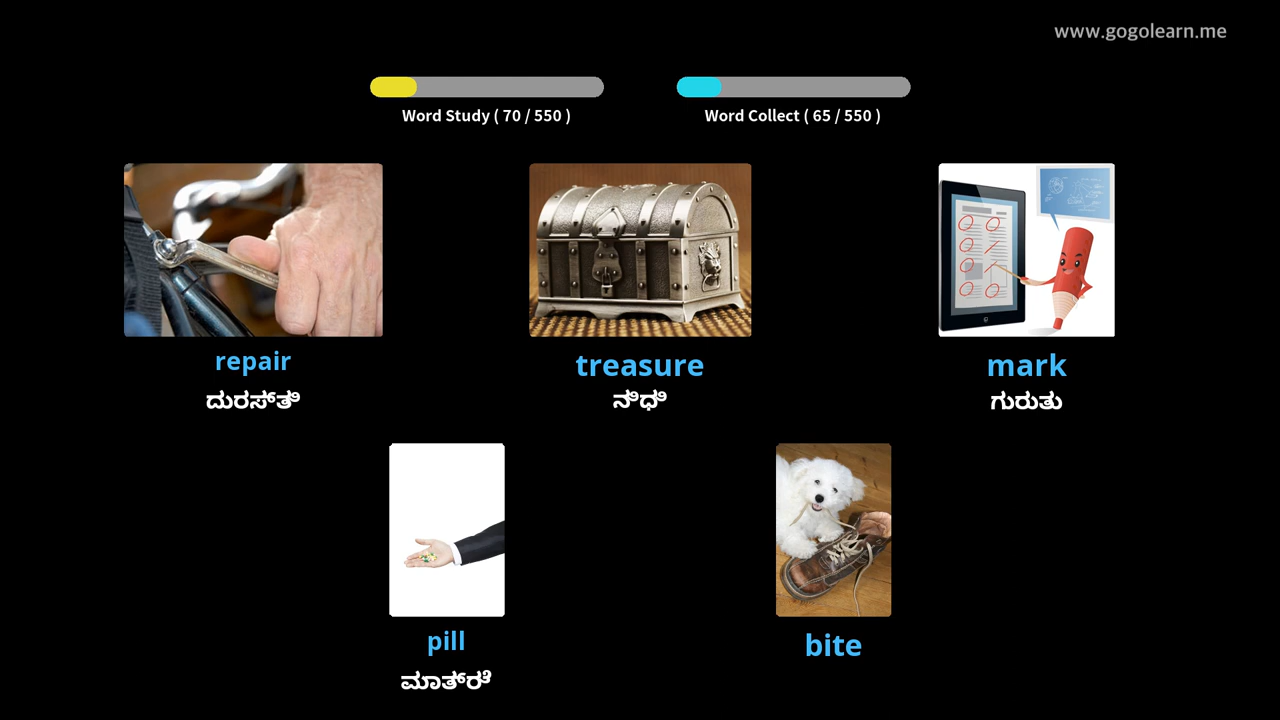 www.gogolearn.me
Word Study ( 70 / 550 )
Word Collect ( 65 / 550 )
repair
treasure
mark
ದುರಸ್ತಿ
ನಿಧಿ
ಗುರುತು
pill
bite
ಮಾತ್ರೆ